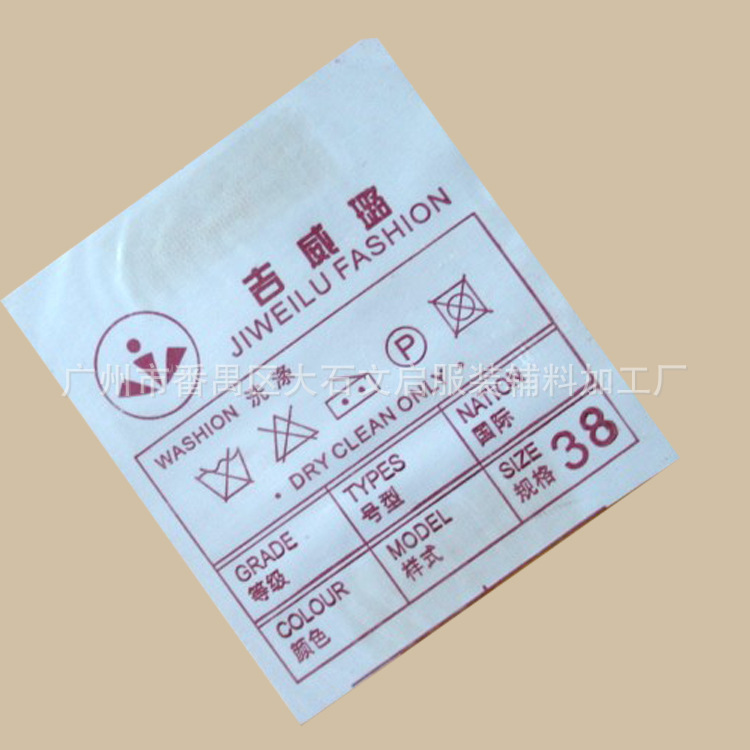 吉威璐
JIWEILU FASHION
WASHION 洗涤
P
• DRY CLEAN ONLY •
GRADE
等级
TYPES
号型
NATION
国际
COLOUR
颜色
MODEL
样式
SIZE
规格
38
广州市番禺区大石文启服装辅料加工厂